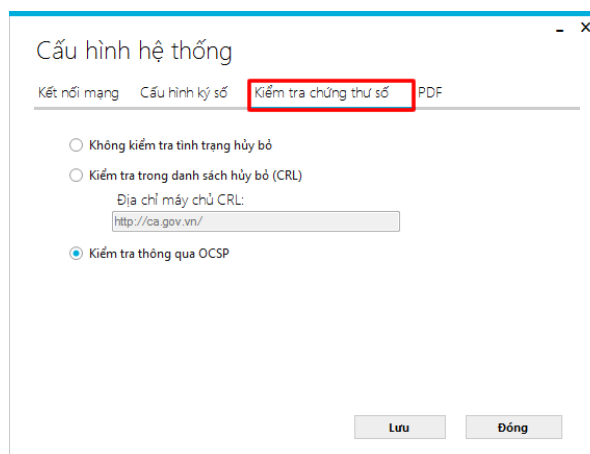 Cấu hình hệ thống
Kết nối mạng Cấu hình ký số Kiểm tra chứng thư số PDF
Không kiểm tra tình trạng hủy bỏ
Kiểm tra trong danh sách hủy bỏ (CRL)
Địa chỉ máy chủ CRL:
http://ca.gov.vn/
Kiểm tra thông qua OCSP
Lưu Đóng